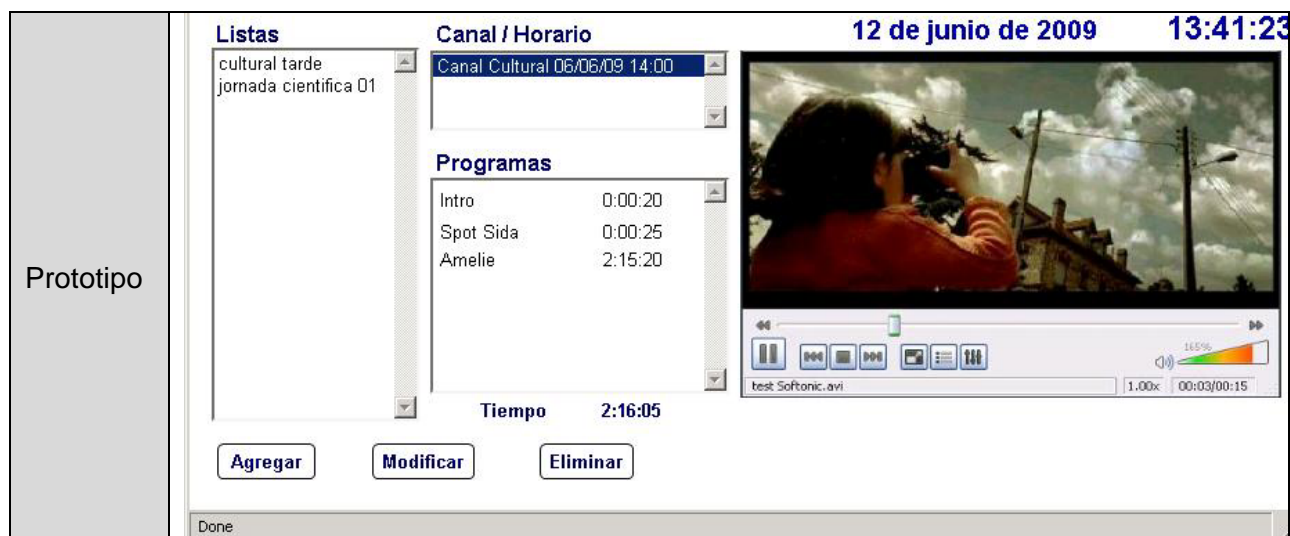 Prototipo
Listas
cultural tarde
jornada cientifica 01
Canal / Horario
Canal Cultural 06/06/09 14:00
Programas
Intro 0:00:20
Spot Sida 0:00:25
Amelie 2:15:20
Tiempo 2:16:05
12 de junio de 2009 13:41:23
165%
test Softonic.avi 1.00x 00:03/00:15
Agregar Modificar Eliminar
Done